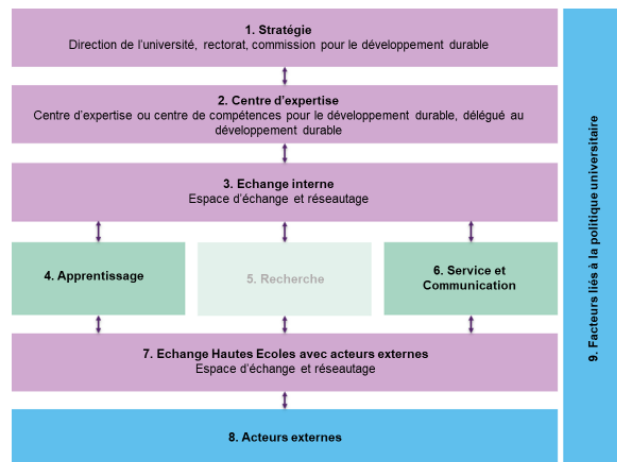 1. Stratégie
Direction de l'université, rectorat, commission pour le développement durable
2. Centre d'expertise
Centre d'expertise ou centre de compétences pour le développement durable, délégué au
développement durable
3. Echange interne
Espace d'échange et réseautage
4. Apprentissage
5. Recherche
6. Service et
Communication
7. Echange Hautes Ecoles avec acteurs externes
Espace d'échange et réseautage
8. Acteurs externes
9. Facteurs liés à la politique universitaire